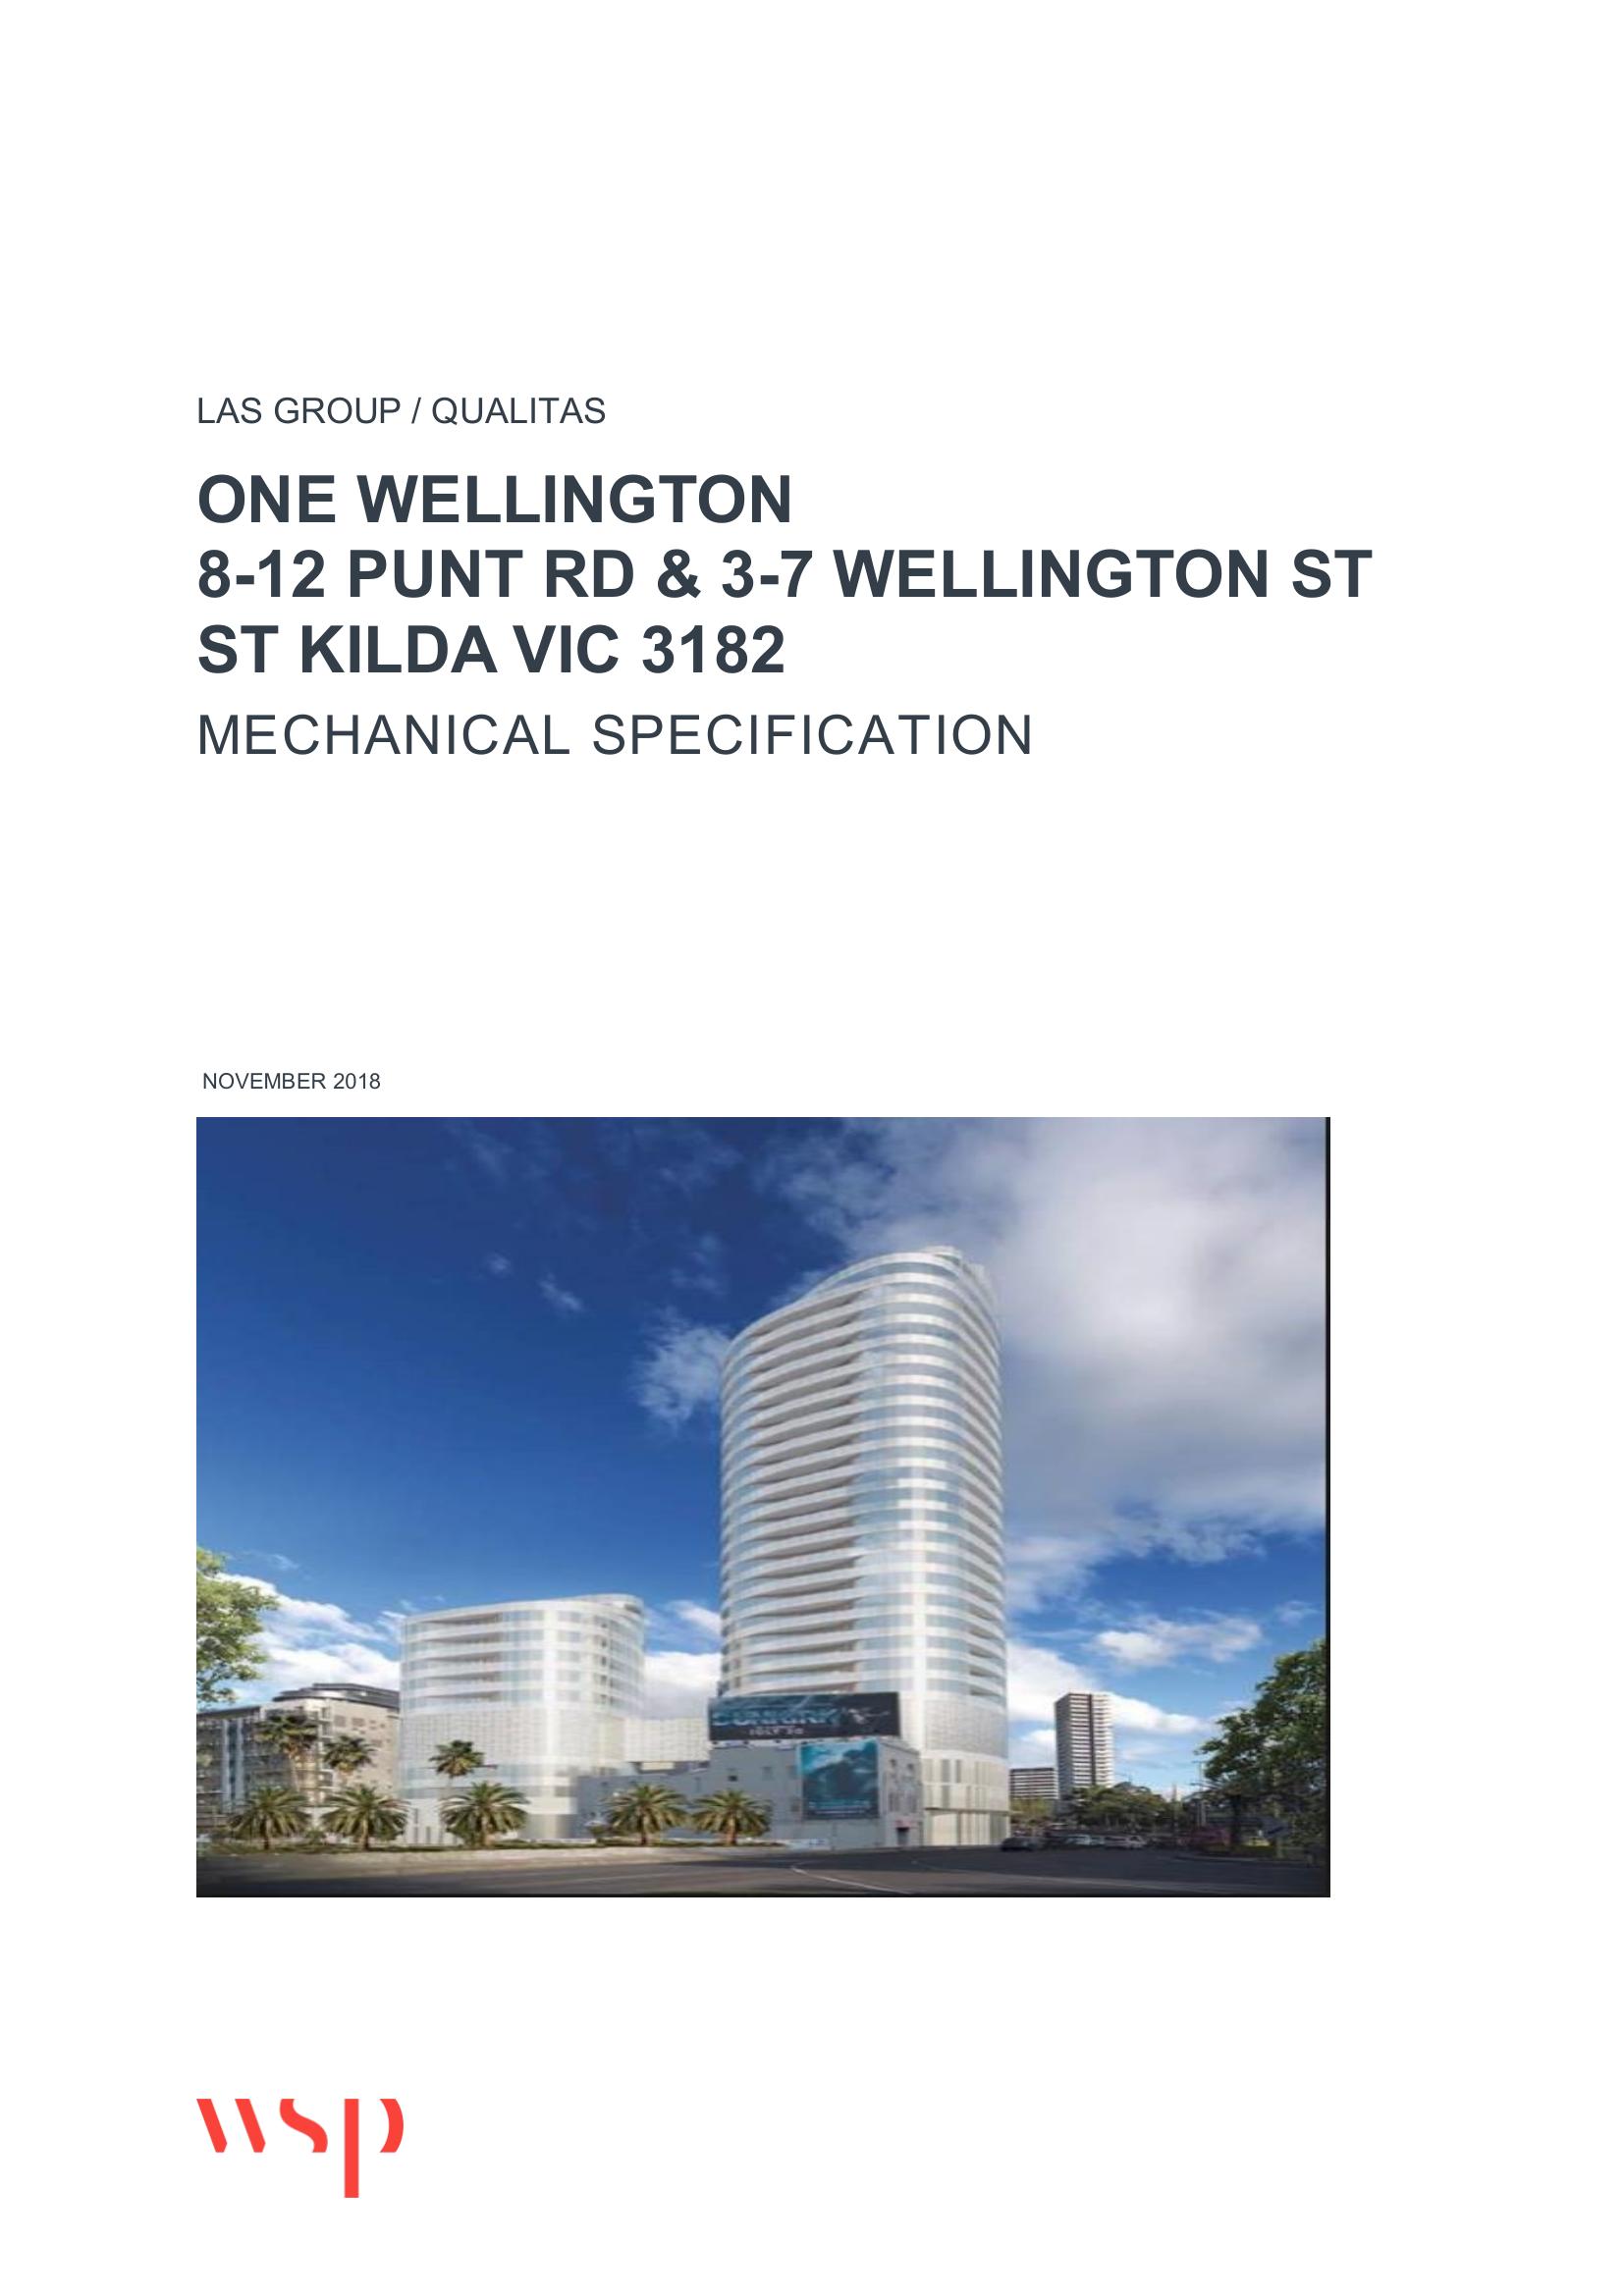 LAS GROUP / QUALITAS
ONE WELLINGTON
8-12 PUNT RD & 3-7 WELLINGTON ST
ST KILDA VIC 3182
MECHANICAL SPECIFICATION
NOVEMBER 2018
wsp